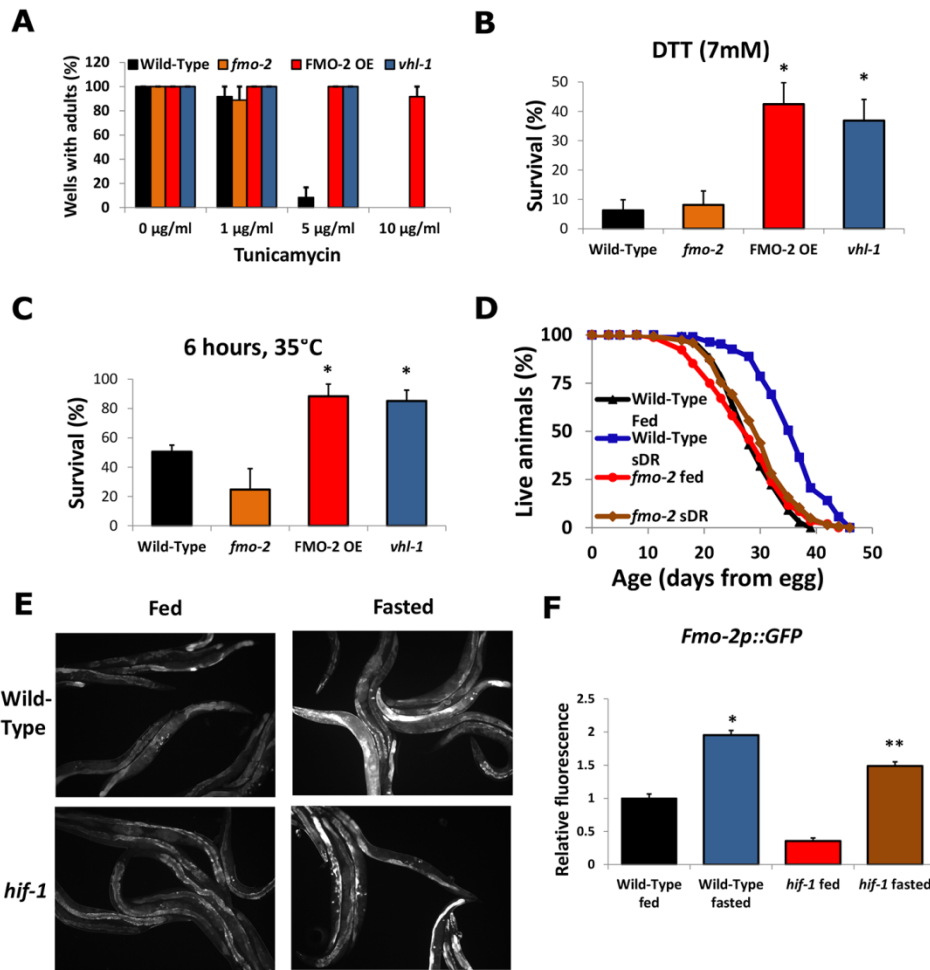 A
Wild-Type fmo-2 FMO-2 OE vhl-1
Wells with adults (%)
100
80
60
40
20
0
0 µg/ml 1 µg/ml 5 µg/ml 10 µg/ml
Tunicamycin
B
DTT (7mM)
Survival (%)
50
40
30
20
10
0
* *
Wild-Type fmo-2 FMO-2 OE vhl-1
C
6 hours, 35°C
Survival (%)
100
80
60
40
20
0
* *
Wild-Type fmo-2 FMO-2 OE vhl-1
D
Live animals (%)
100
75
50
25
0
Wild-Type
Fed
Wild-Type
sDR
fmo-2 fed
fmo-2 sDR
0 10 20 30 40 50
Age (days from egg)
E
Fed Fasted
Wild-
Type
hif-1
F
Fmo-2p::GFP
Relative fluorescence
2.5
2
1.5
1
0.5
0
* **
Wild-Type Wild-Type hif-1 fed hif-1 fasted
fed fasted